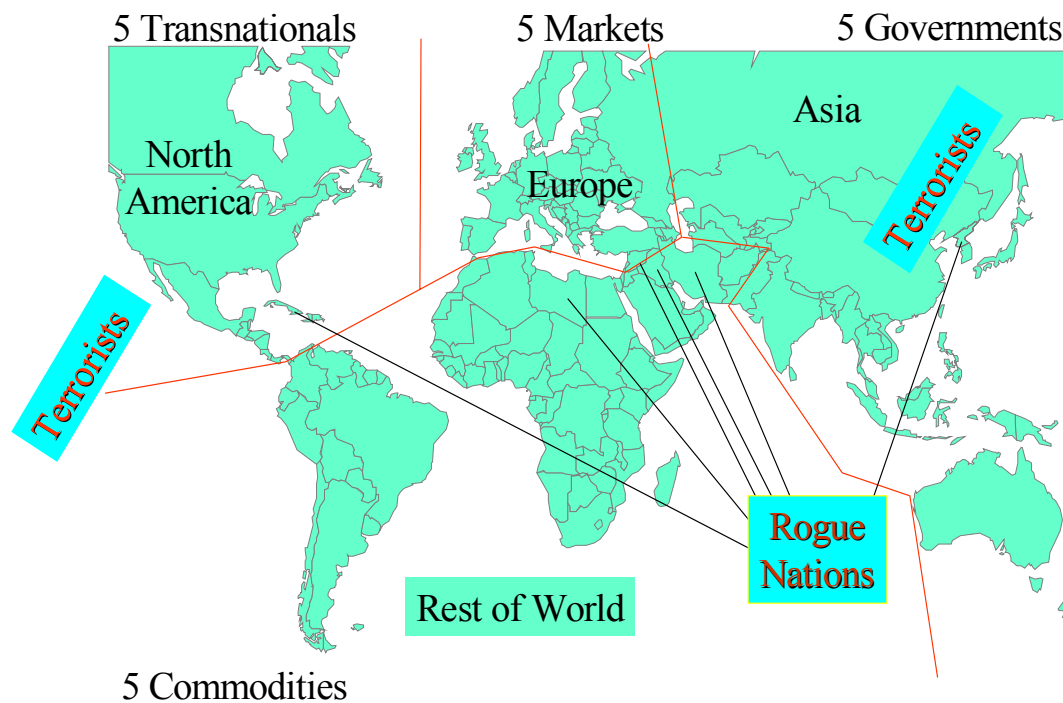 5 Transnationals
5 Markets
5 Governments
North
America
Europe
Asia
Terrorists
Terrorists
Rogue
Nations
Rest of World
5 Commodities